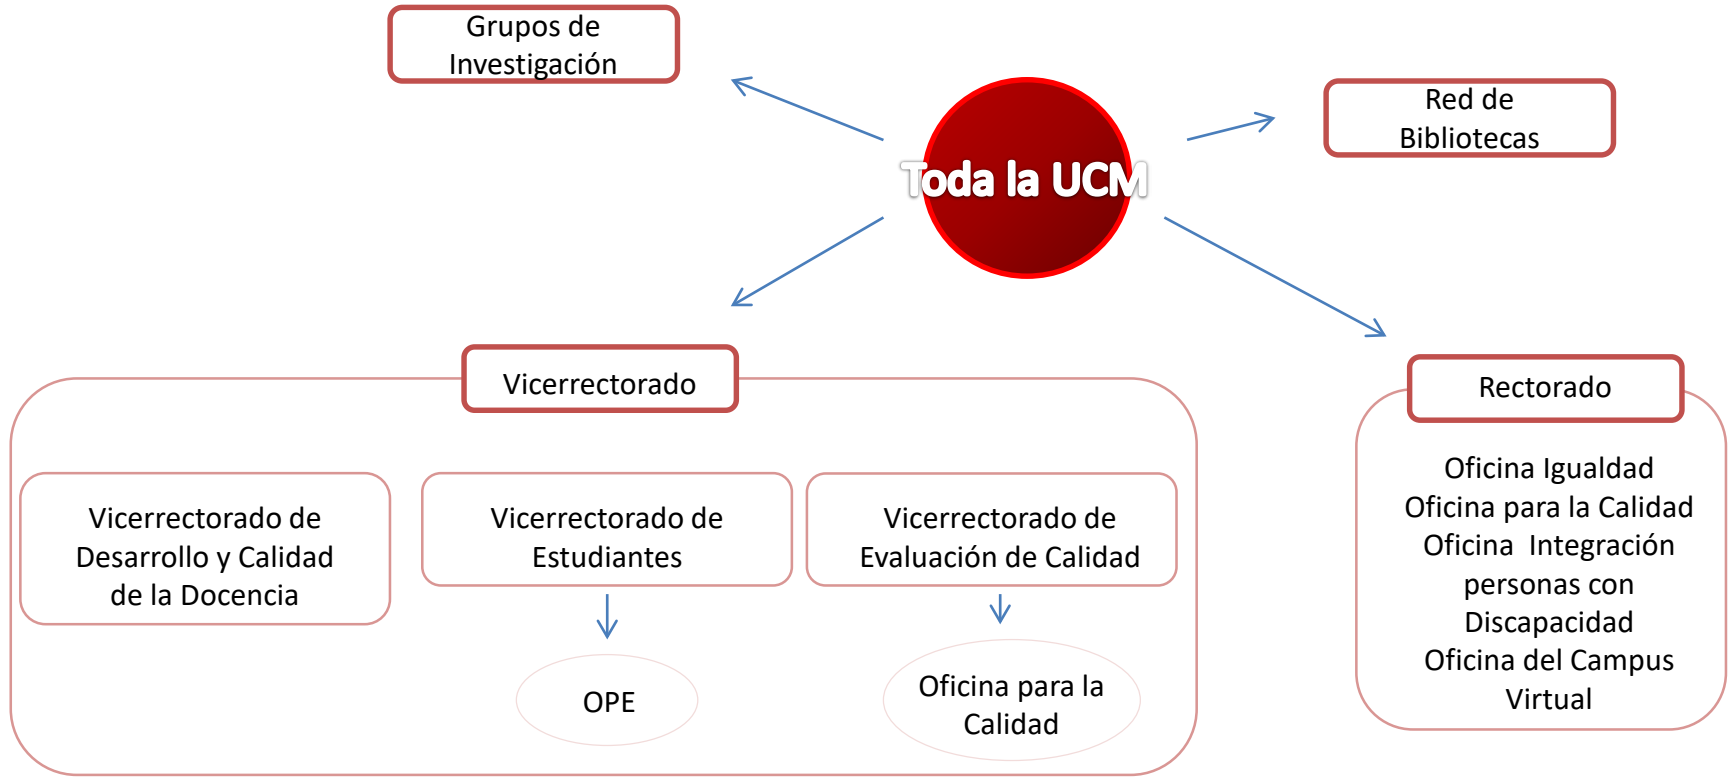 Grupos de
Investigación
Red de
Bibliotecas
Toda la UCM
Vicerrectorado
Rectorado
Vicerrectorado de
Desarrollo y Calidad
de la Docencia
Vicerrectorado de
Estudiantes
Vicerrectorado de
Evaluación de Calidad
OPE
Oficina para la
Calidad
Oficina Igualdad
Oficina para la Calidad
Oficina Integración
personas con
Discapacidad
Oficina del Campus
Virtual